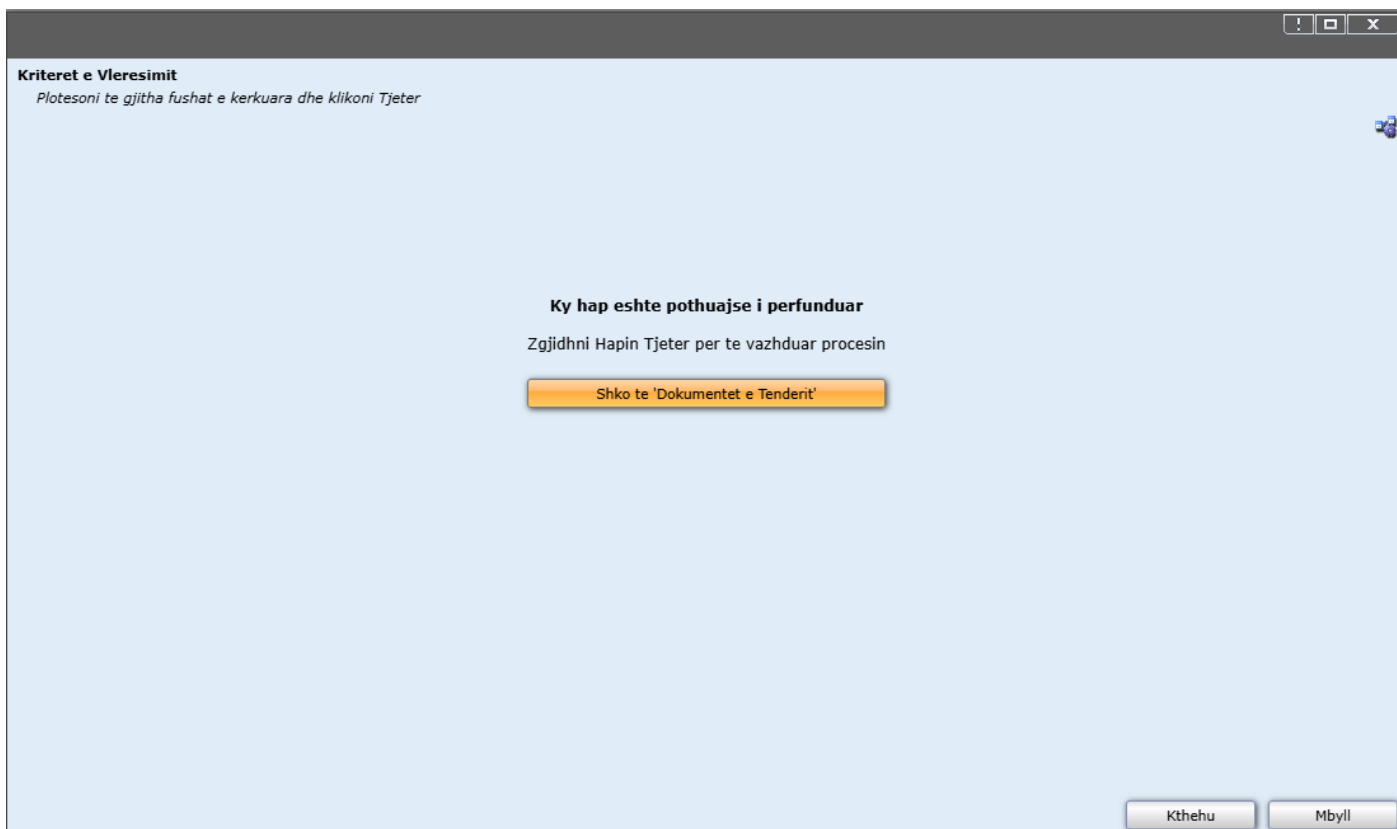 Kriteret e Vleresimit
Plotesoni te gjitha fushat e kerkuara dhe klikoni Tjeter
Ky hap eshte pothuajse i perfunduar
Zgjidhni Hapin Tjeter per te vazhduar procesin
Shko te 'Dokumentet e Tenderit'
Kthehu Mbyll